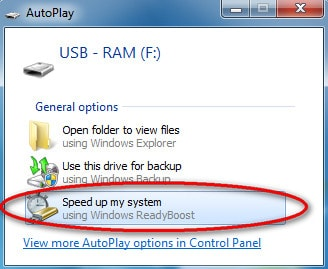 AutoPlay
USB - RAM (F:)
General options
Open folder to view files
using Windows Explorer
Use this drive for backup
using Windows Backup
Speed up my system
using Windows ReadyBoost
View more AutoPlay options in Control Panel